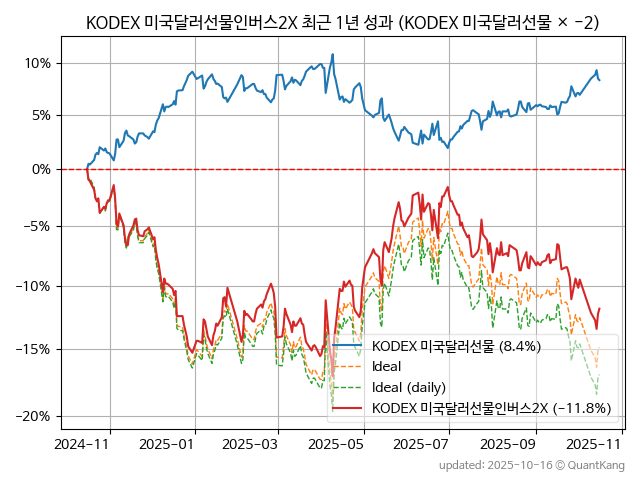 KODEX 미국달러선물인버스2X 최근 1년 성과 (KODEX 미국달러선물 × −2)
10%
5%
0%
−5%
−10%
−15%
−20%
KODEX 미국달러선물 (8.4%)
Ideal
Ideal (daily)
KODEX 미국달러선물인버스2X (−11.8%)
2024−11
2025−01
2025−03
2025−05
2025−07
2025−09
2025−11
updated: 2025-10-16 © QuantKang